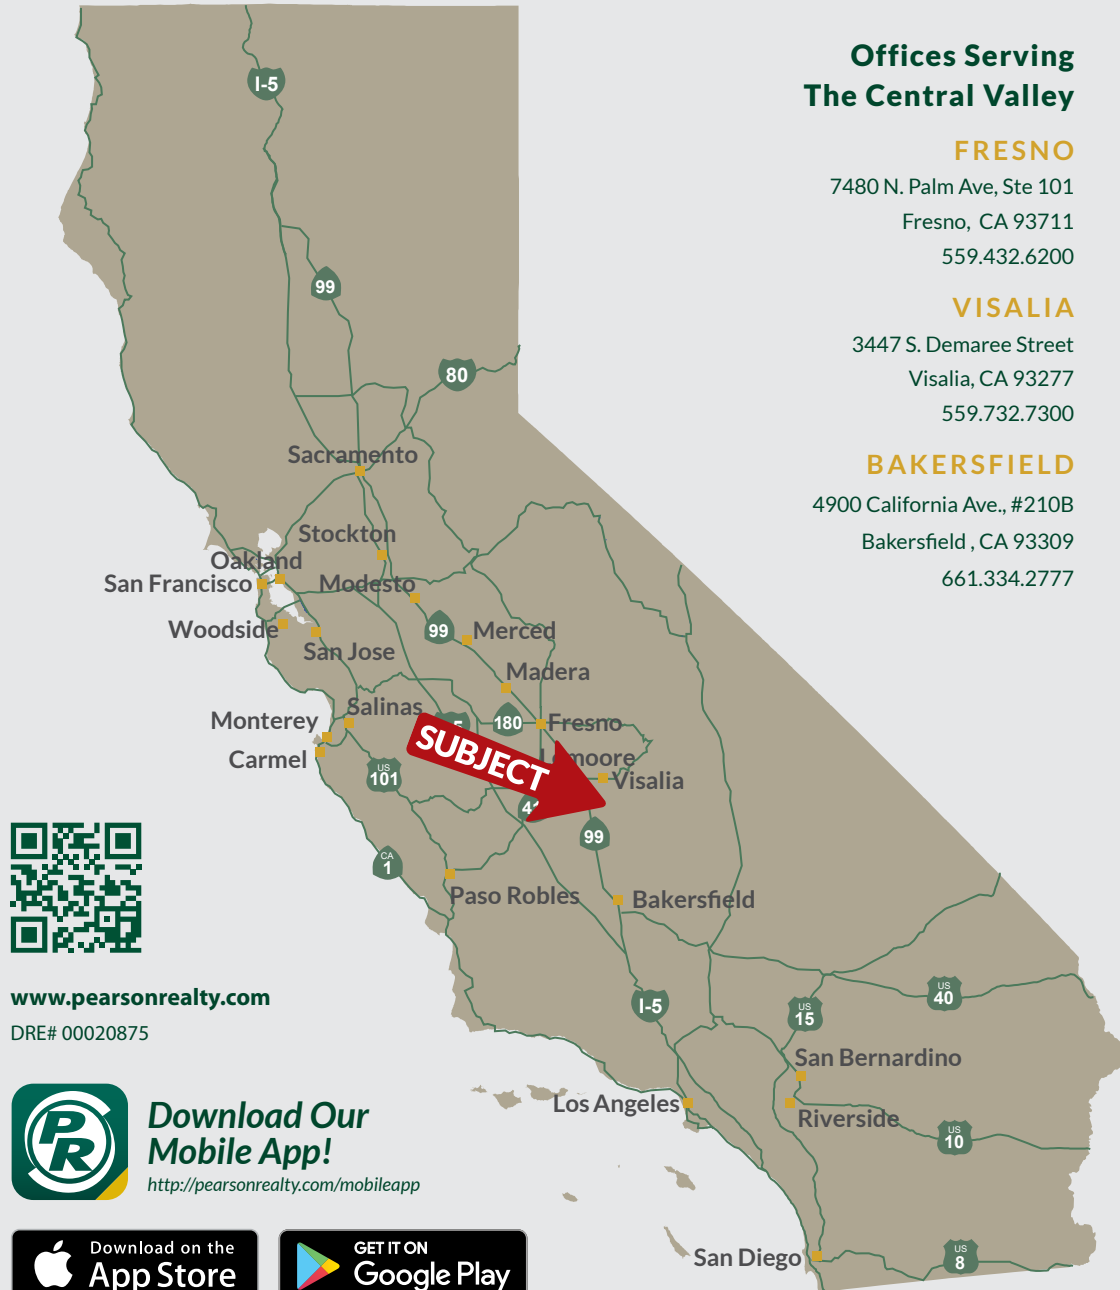 Offices Serving
The Central Valley
FRESNO
7480 N. Palm Ave, Ste 101
Fresno, CA 93711
559.432.6200
VISALIA
3447 S. Demaree Street
Visalia, CA 93277
559.732.7300
BAKERSFIELD
4900 California Ave., #210B
Bakersfield , CA 93309
661.334.2777
I-5
99
80
Sacramento
Stockton
Oakland
San Francisco
Modesto
Woodside
99
Merced
San Jose
Madera
Salinas
Monterey
180
Fresno
SUBJECT
Carmel
US
101
Visalia
99
CA
1
Paso Robles
Bakersfield
www.pearsonrealty.com
DRE# 00020875
I-5
US
15
US
40
San Bernardino
Los Angeles
Riverside
US
10
PR
Download Our
Mobile App!
http://pearsonrealty.com/mobileapp
Download on the
App Store
GET IT ON
Google Play
San Diego
US
8